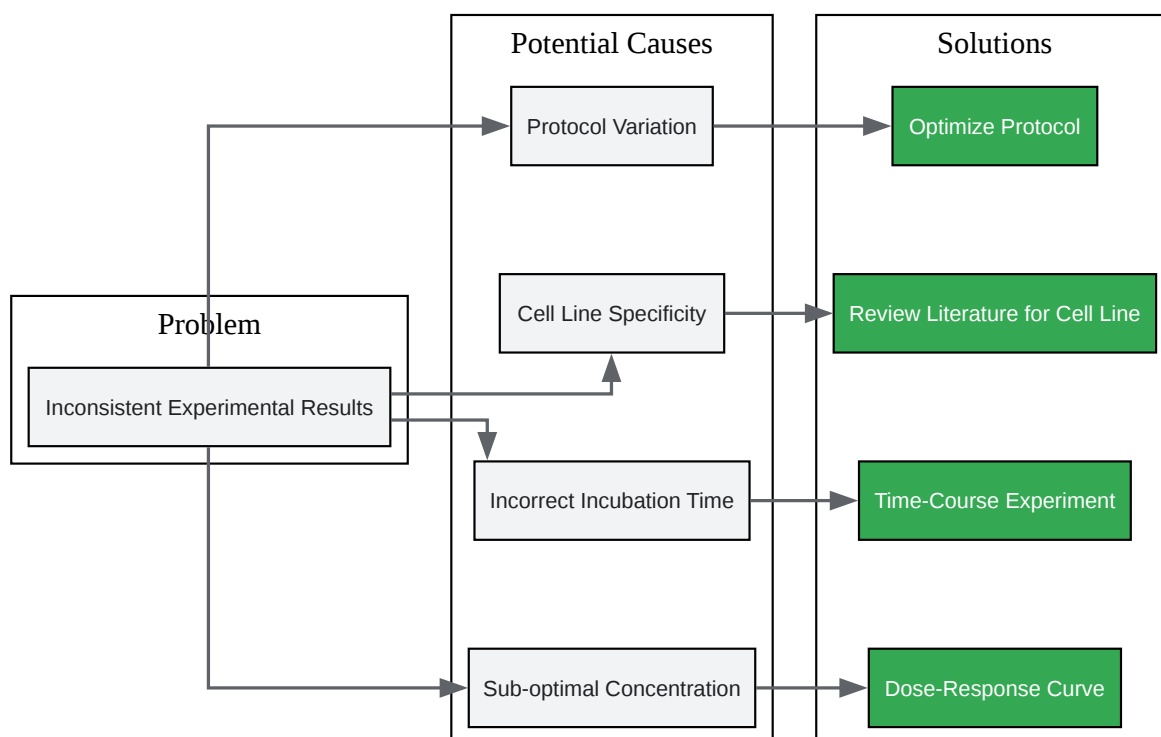 Potential Causes
Solutions
Protocol Variation
Optimize Protocol
Problem
Cell Line Specificity
Review Literature for Cell Line
Inconsistent Experimental Results
Incorrect Incubation Time
Time-Course Experiment
Sub-optimal Concentration
Dose-Response Curve